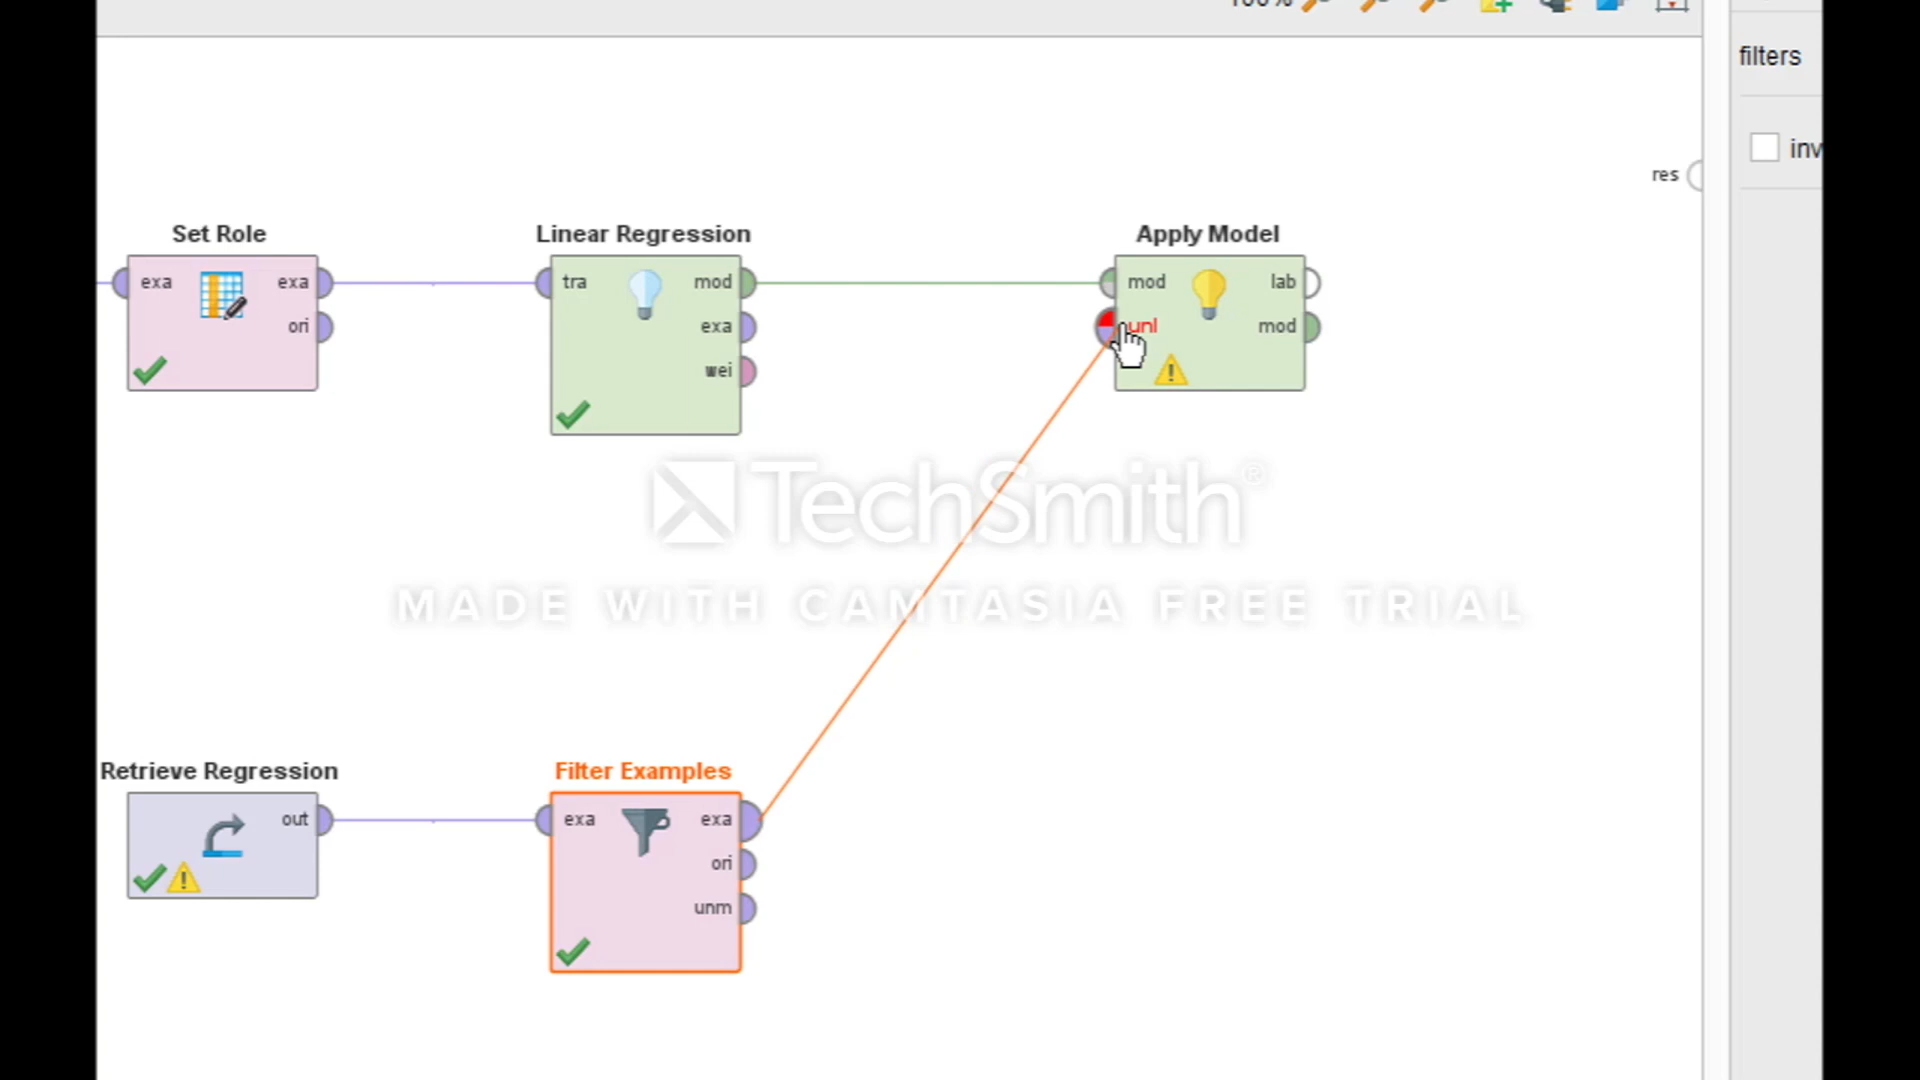 100%
filters
inv
res
Set Role
Linear Regression
Apply Model
exa
exa
tra
mod
mod
lab
ori
exa
unl
mod
wei
TechSmith®
MADE WITH CAMTASIA FREE TRIAL
Retrieve Regression
Filter Examples
out
exa
exa
ori
unm